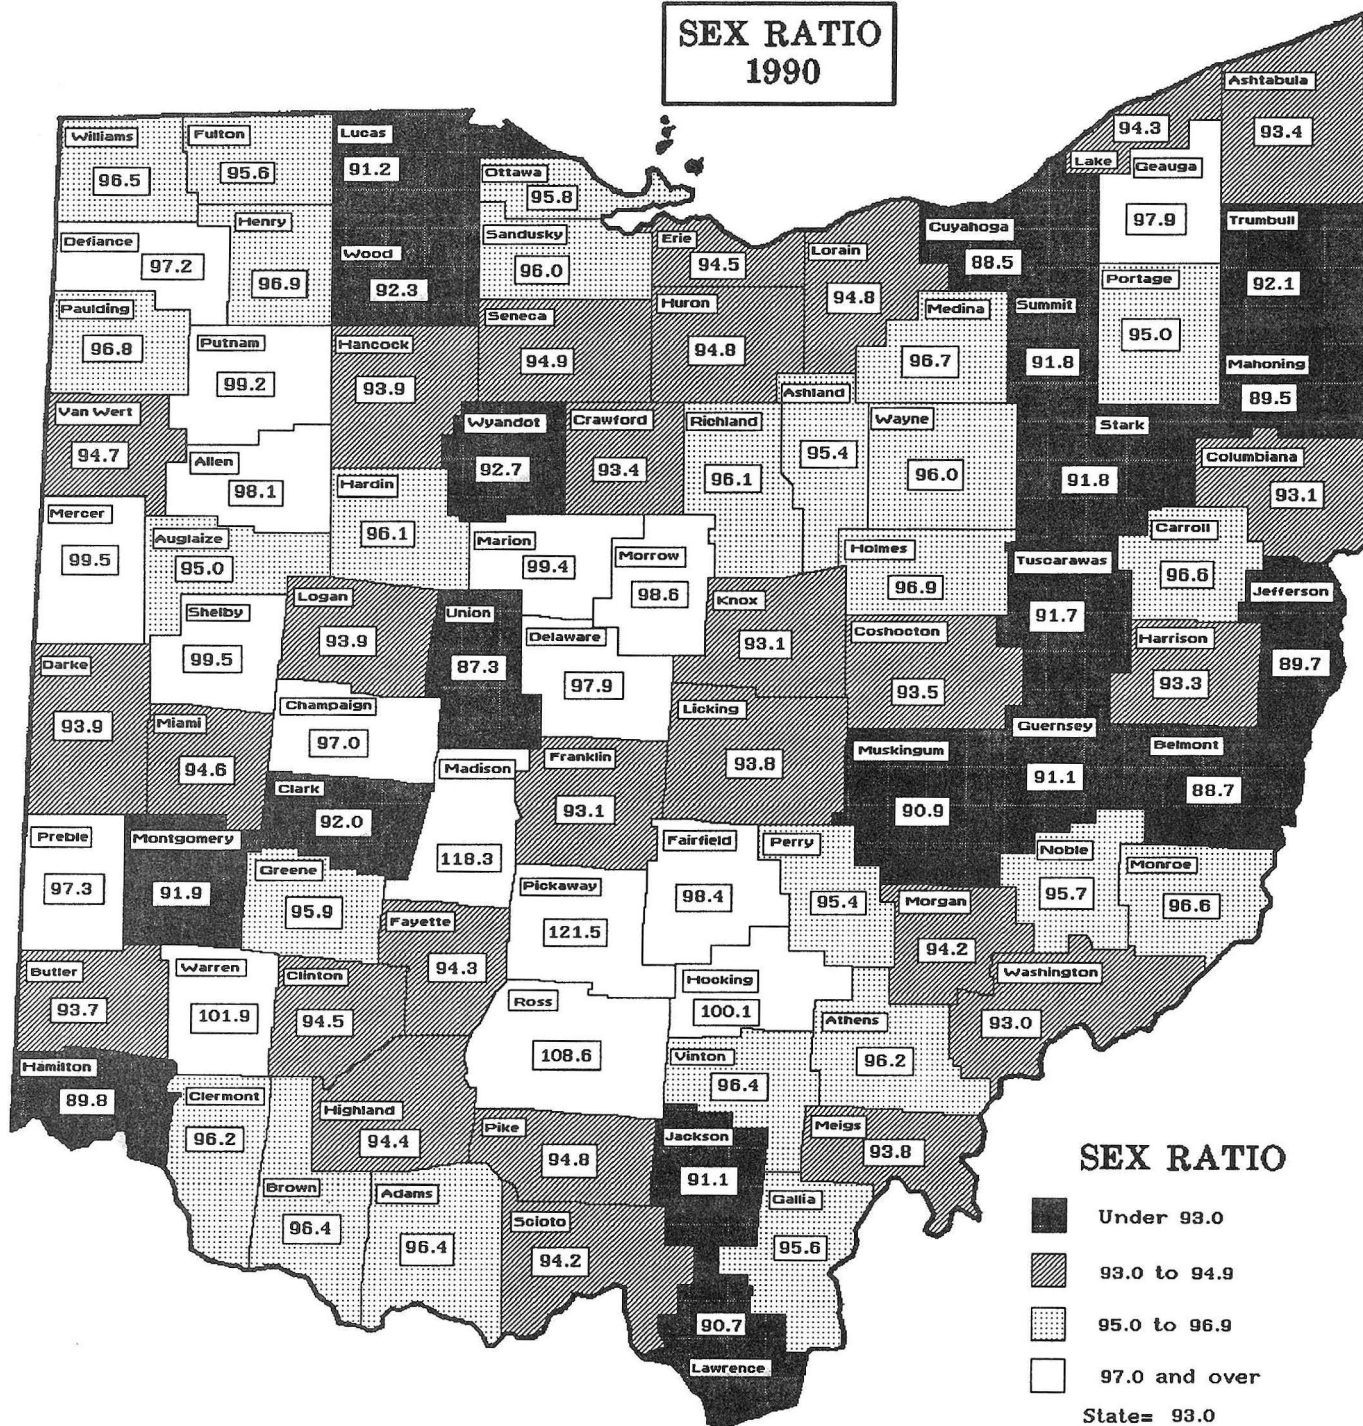 SEX RATIO
1990
Ashtabula
93.4
94.3
Lake
Geauga
97.9
Williams
96.5
Fulton
95.6
Lucas
91.2
Ottawa
95.8
Henry
96.9
Defiance
97.2
Wood
92.3
Sandusky
96.0
Erie
94.5
Lorain
94.8
Cuyahoga
88.5
Trumbull
92.1
Paulding
96.8
Putnam
99.2
Hancock
93.9
Seneca
94.9
Huron
94.8
Medina
96.7
Summit
91.8
Portage
95.0
Mahoning
89.5
Van Wert
94.7
Allen
98.1
Hardin
96.1
Wyandot
92.7
Crawford
93.4
Richland
96.1
Ashland
95.4
Wayne
96.0
Stark
91.8
Columbiana
93.1
Mercer
99.5
Auglaize
95.0
Marion
99.4
Morrow
98.6
Holmes
96.9
Tuscarawas
91.7
Carroll
96.6
Jefferson
89.7
Shelby
99.5
Logan
93.9
Union
87.3
Delaware
97.9
Knox
93.1
Coshocton
93.5
Harrison
93.3
Darke
93.9
Miami
94.6
Champaign
97.0
Licking
93.8
Guernsey
91.1
Belmont
88.7
Clark
92.0
Madison
118.3
Franklin
93.1
Muskingum
90.9
Preble
97.3
Montgomery
91.9
Greene
95.9
Fayette
94.3
Pickaway
121.5
Fairfield
98.4
Perry
95.4
Morgan
94.2
Noble
95.7
Monroe
96.6
Butler
93.7
Warren
101.9
Clinton
94.5
Ross
108.6
Hocking
100.1
Athens
96.2
Washington
93.0
Hamilton
89.8
Clermont
96.2
Highland
94.4
Pike
94.8
Vinton
96.4
Jackson
91.1
Meigs
93.8
Brown
96.4
Adams
96.4
Scioto
94.2
Gallia
95.6
90.7
Lawrence
SEX RATIO
Under 93.0
93.0 to 94.9
95.0 to 96.9
97.0 and over
State= 93.0